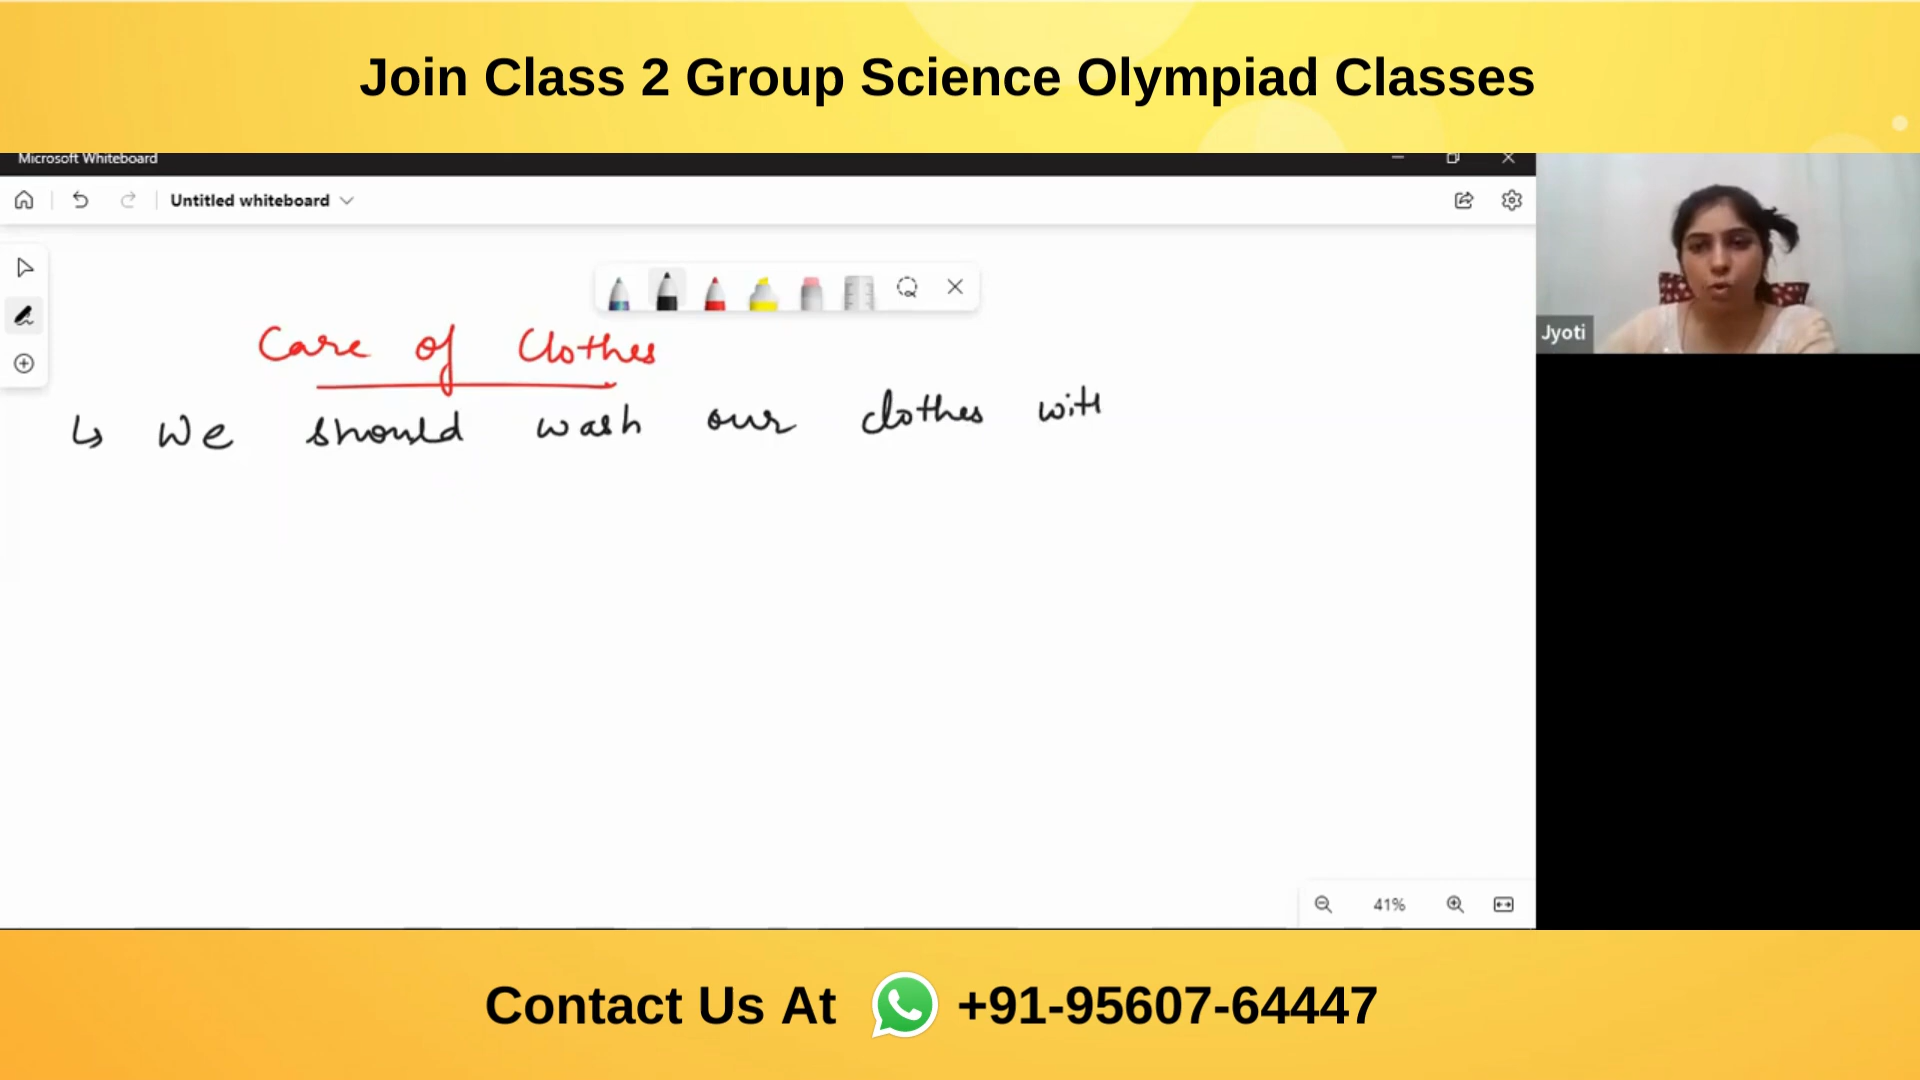 Join Class 2 Group Science Olympiad Classes
Microsoft Whiteboard
Untitled whiteboard
Jyoti
Care of Clothes
↳ We should wash our clothes with
41%
Contact Us At +91-95607-64447